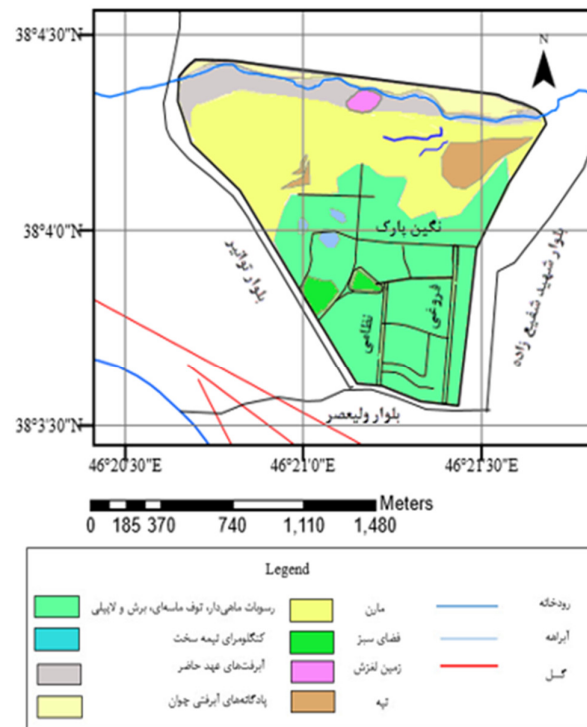 38°4'30"N
N
38°4'0"N
نگین پارک
بلوار توانیر
نظامی
فروغی
بلوار شهید شفیع زاده
بلوار ولیعصر
38°3'30"N
46°20'30"E 46°21'0"E 46°21'30"E
Meters
0 185 370 740 1,110 1,480
Legend
رسوبات ماهی‌دار، توف ماسه‌ای، برش و لاپیلی
مارن
رودخانه
کنگلومرای نیمه سخت
فضای سبز
آبراهه
آبرفت‌های عهد حاضر
زمین لغزش
گسل
پادگانه‌های آبرفتی جوان
تپه